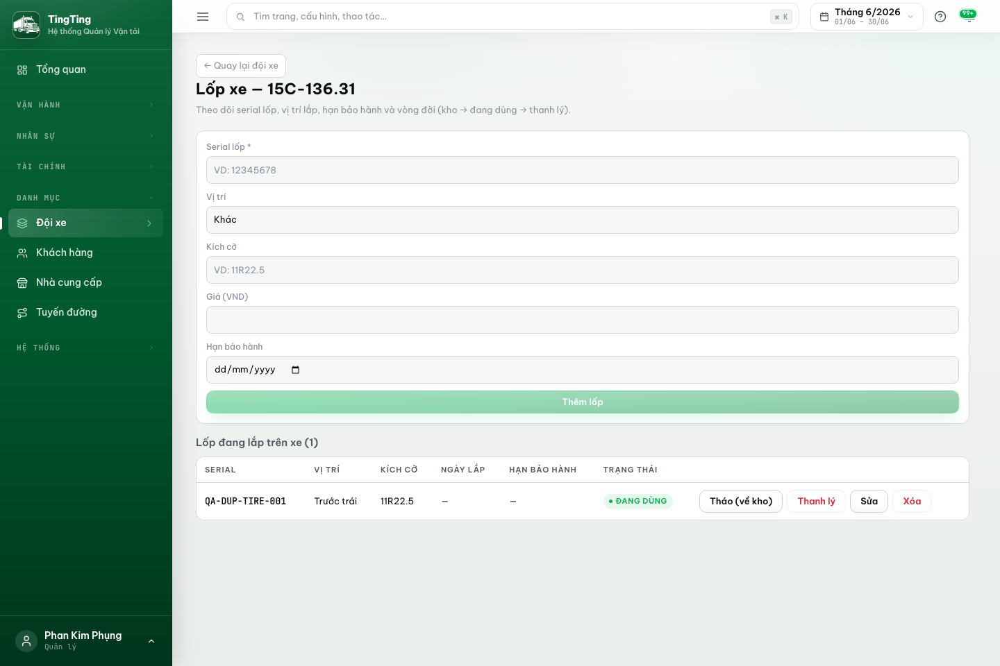 TingTing
Hệ thống Quản lý Vận tải
Tổng quan
VẬN HÀNH
NHÂN SỰ
TÀI CHÍNH
DANH MỤC
Đội xe
Khách hàng
Nhà cung cấp
Tuyến đường
HỆ THỐNG
Phan Kim Phụng
Quản lý
Tìm trang, cấu hình, thao tác...
⌘ K
Tháng 6/2026
01/06 – 30/06
99+
← Quay lại đội xe
Lốp xe — 15C-136.31
Theo dõi serial lốp, vị trí lắp, hạn bảo hành và vòng đời (kho → đang dùng → thanh lý).
Serial lốp *
VD: 12345678
Vị trí
Khác
Kích cỡ
VD: 11R22.5
Giá (VND)
Hạn bảo hành
dd/mm/yyyy
Thêm lốp
Lốp đang lắp trên xe (1)
SERIAL VỊ TRÍ KÍCH CỠ NGÀY LẮP HẠN BẢO HÀNH TRẠNG THÁI
QA-DUP-TIRE-001 Trước trái 11R22.5 — — ĐANG DÙNG Tháo (về kho) Thanh lý Sửa Xóa